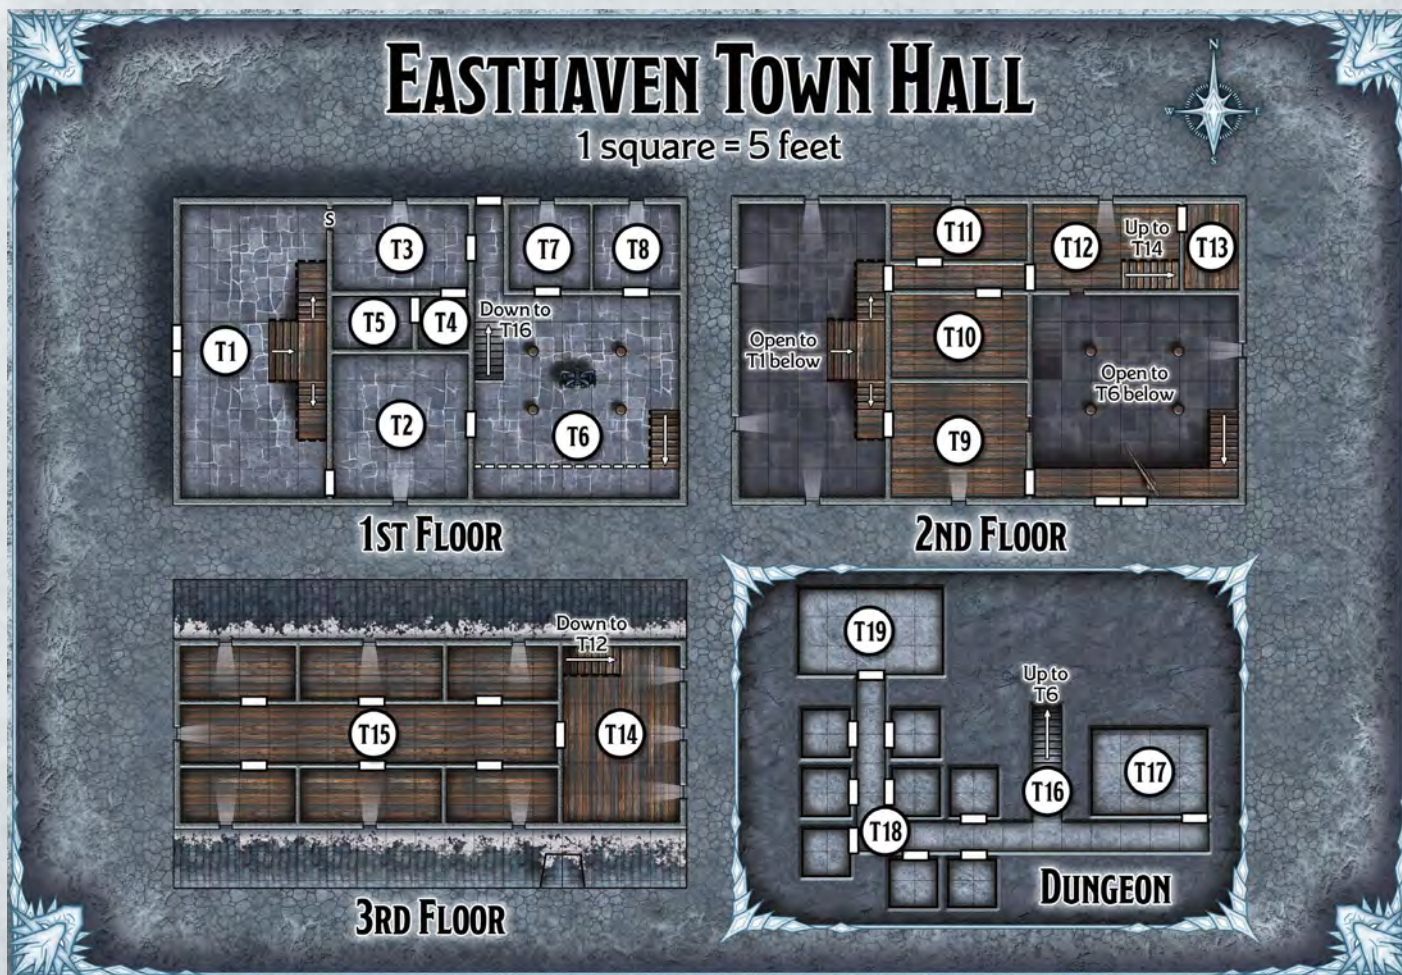 EASTHAVEN TOWN HALL
1 square = 5 feet
N
W
E
S
S
T3
T7
T8
T5
T4
Down to
T16
T1
T2
T6
1ST FLOOR
T11
T12
Up to
T14
T13
Open to
T1 below
T10
Open to
T6 below
T9
2ND FLOOR
Down to
T12
T15
T14
3RD FLOOR
T19
Up to
T6
T17
T16
T18
DUNGEON